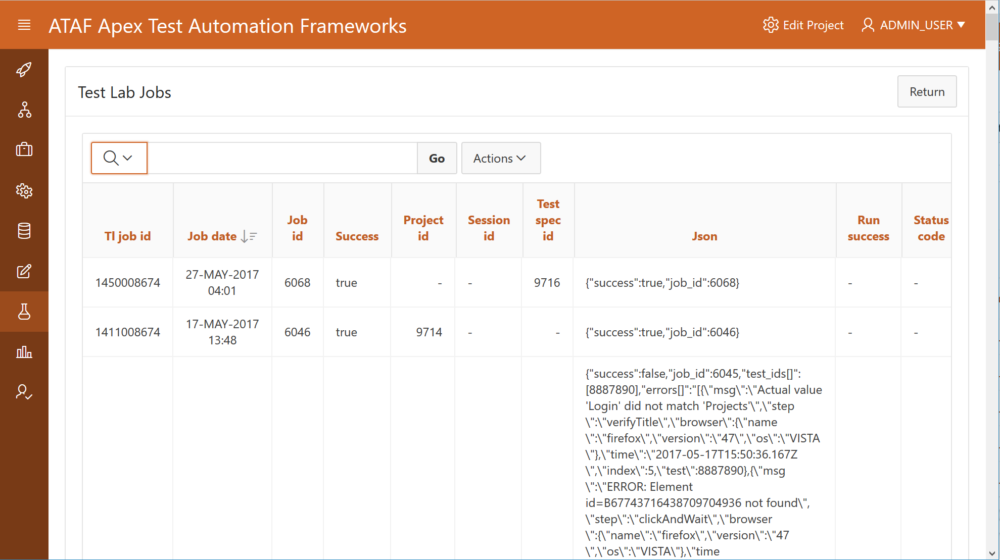 ATAF Apex Test Automation Frameworks
Edit Project
ADMIN_USER
Test Lab Jobs
Return
Go
Actions
Tl job id
Job date
Job
id
Success
Project
id
Session
id
Test
spec
id
Json
Run
success
Status
code
1450008674
27-MAY-2017
04:01
6068
true
-
-
9716
{"success":true,"job_id":6068}
-
-
1411008674
17-MAY-2017
13:48
6046
true
9714
-
-
{"success":true,"job_id":6046}
-
-
{"success":false,"job_id":6045,"test_ids[]":
[8887890],"errors[]":"[{\"msg\":\"Actual value
'Login' did not match 'Projects'\",\"step
\":\"verifyTitle\",\"browser\":{\"name
\":\"firefox\",\"version\":\"47\",\"os\":\"VISTA
\"},\"time\":\"2017-05-17T15:50:36.167Z
\",\"index\":5,\"test\":8887890},{\"msg
\":\"ERROR: Element
id=B67743716438709704936 not found\",
\"step\":\"clickAndWait\",\"browser
\":{\"name\":\"firefox\",\"version\":\"47
\",\"os\":\"VISTA\"},\"time